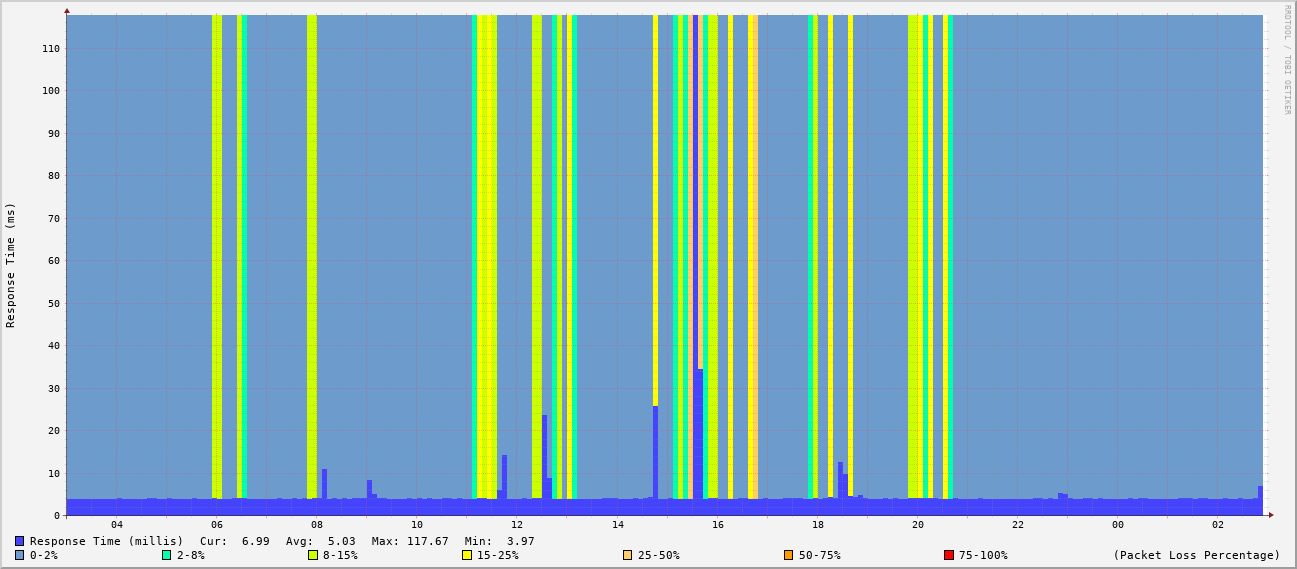 RRDTOOL / TOBI OETIKER
Response Time (ms)
110
100
90
80
70
60
50
40
30
20
10
0
04 06 08 10 12 14 16 18 20 22 00 02
Response Time (millis) Cur: 6.99 Avg: 5.03 Max: 117.67 Min: 3.97
0-2% 2-8% 8-15% 15-25% 25-50% 50-75% 75-100% (Packet Loss Percentage)